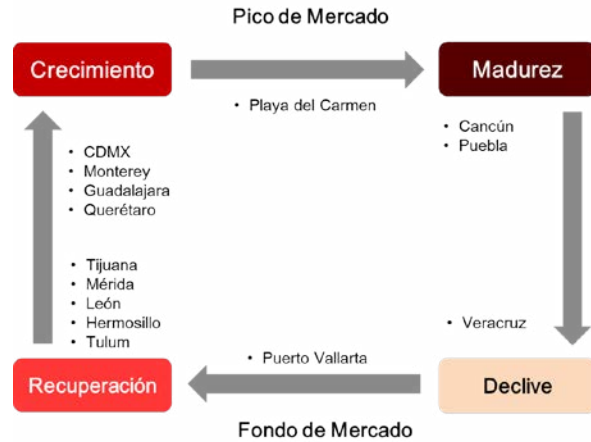 Pico de Mercado
Crecimiento
Madurez
• Playa del Carmen
• Cancún
• Puebla
• CDMX
• Monterey
• Guadalajara
• Querétaro
• Tijuana
• Mérida
• León
• Hermosillo
• Tulum
• Veracruz
• Puerto Vallarta
Recuperación
Declive
Fondo de Mercado